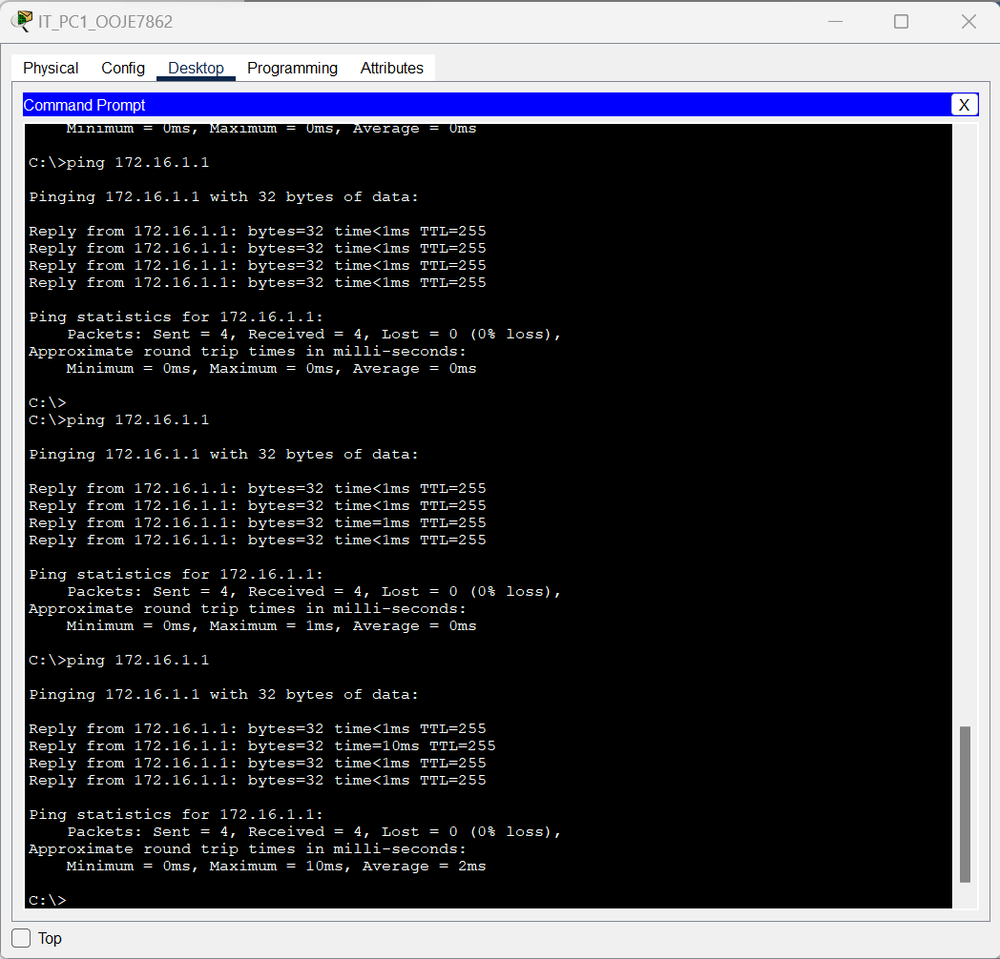 IT_PC1_OOJE7862
Physical Config Desktop Programming Attributes
Command Prompt X
Minimum = 0ms, Maximum = 0ms, Average = 0ms
C:\>ping 172.16.1.1
Pinging 172.16.1.1 with 32 bytes of data:
Reply from 172.16.1.1: bytes=32 time<1ms TTL=255
Reply from 172.16.1.1: bytes=32 time<1ms TTL=255
Reply from 172.16.1.1: bytes=32 time<1ms TTL=255
Reply from 172.16.1.1: bytes=32 time<1ms TTL=255
Ping statistics for 172.16.1.1:
Packets: Sent = 4, Received = 4, Lost = 0 (0% loss),
Approximate round trip times in milli-seconds:
Minimum = 0ms, Maximum = 0ms, Average = 0ms
C:\>
C:\>ping 172.16.1.1
Pinging 172.16.1.1 with 32 bytes of data:
Reply from 172.16.1.1: bytes=32 time<1ms TTL=255
Reply from 172.16.1.1: bytes=32 time<1ms TTL=255
Reply from 172.16.1.1: bytes=32 time=1ms TTL=255
Reply from 172.16.1.1: bytes=32 time<1ms TTL=255
Ping statistics for 172.16.1.1:
Packets: Sent = 4, Received = 4, Lost = 0 (0% loss),
Approximate round trip times in milli-seconds:
Minimum = 0ms, Maximum = 1ms, Average = 0ms
C:\>ping 172.16.1.1
Pinging 172.16.1.1 with 32 bytes of data:
Reply from 172.16.1.1: bytes=32 time<1ms TTL=255
Reply from 172.16.1.1: bytes=32 time=10ms TTL=255
Reply from 172.16.1.1: bytes=32 time<1ms TTL=255
Reply from 172.16.1.1: bytes=32 time<1ms TTL=255
Ping statistics for 172.16.1.1:
Packets: Sent = 4, Received = 4, Lost = 0 (0% loss),
Approximate round trip times in milli-seconds:
Minimum = 0ms, Maximum = 10ms, Average = 2ms
C:\>
Top